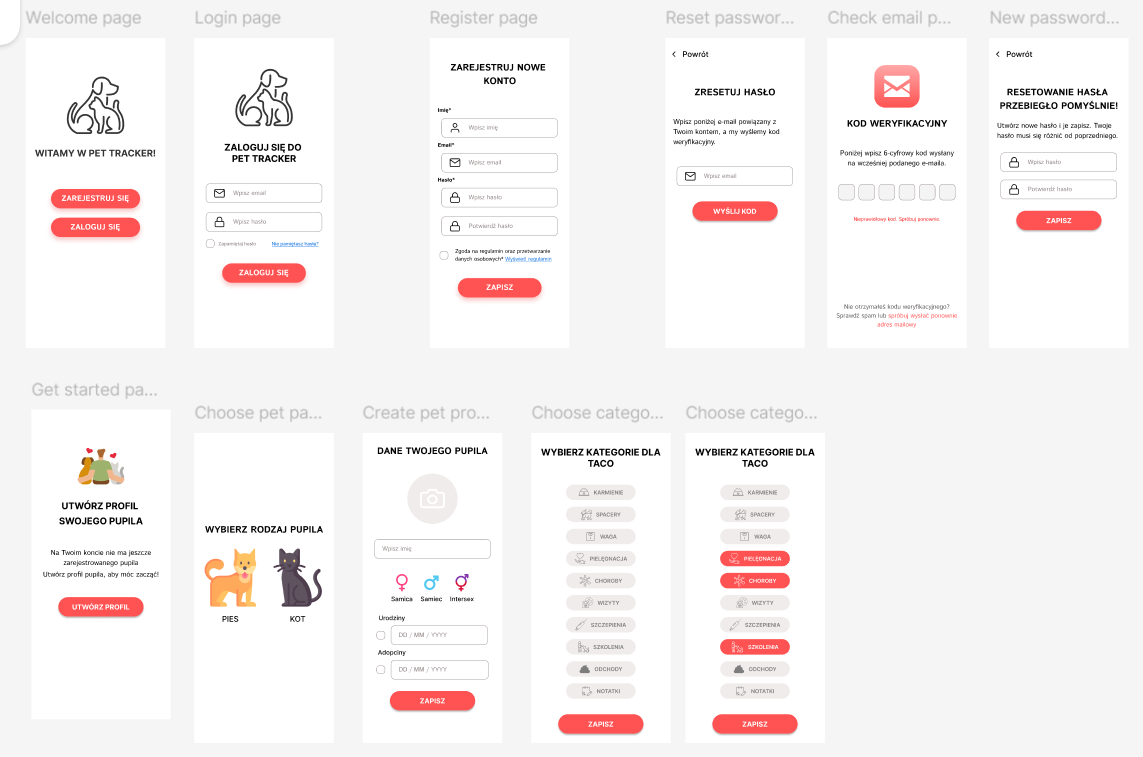 Welcome page
WITAMY W PET TRACKER!
ZAREJESTRUJ SIĘ
ZALOGUJ SIĘ
Login page
ZALOGUJ SIĘ DO
PET TRACKER
Wpisz email
Wpisz hasło
Zapamiętaj hasło
Nie pamiętasz hasła?
ZALOGUJ SIĘ
Register page
ZAREJESTRUJ NOWE
KONTO
Imię*
Wpisz imię
Email*
Wpisz email
Hasło*
Wpisz hasło
Potwierdź hasło
Zgoda na regulamin oraz przetwarzanie
danych osobowych* Wyświetl regulamin
ZAPISZ
Reset passwor...
Powrót
ZRESETUJ HASŁO
Wpisz poniżej e-mail powiązany z
Twoim kontem, a my wyślemy kod
weryfikacyjny.
Wpisz email
WYŚLIJ KOD
Check email p...
KOD WERYFIKACYJNY
Poniżej wpisz 6-cyfrowy kod wysłany
na wcześniej podanego e-maila.
Nieprawidłowy kod. Spróbuj ponownie.
Nie otrzymałeś kodu weryfikacyjnego?
Sprawdź spam lub spróbuj wysłać ponownie
adres mailowy
New password...
Powrót
RESETOWANIE HASŁA
PRZEBIEGŁO POMYŚLNIE!
Utwórz nowe hasło i je zapisz. Twoje
hasło musi się różnić od poprzedniego.
Wpisz hasło
Potwierdź hasło
ZAPISZ
Get started pa...
UTWÓRZ PROFIL
SWOJEGO PUPILA
Na Twoim koncie nie ma jeszcze
zarejestrowanego pupila
Utwórz profil pupila, aby móc zacząć!
UTWÓRZ PROFIL
Choose pet pa...
WYBIERZ RODZAJ PUPILA
PIES KOT
Create pet pro...
DANE TWOJEGO PUPILA
Wpisz imię
Samica Samiec Intersex
Urodziny
DD / MM / YYYY
Adopciny
DD / MM / YYYY
ZAPISZ
Choose catego...
WYBIERZ KATEGORIE DLA
TACO
KARMIENIE
SPACERY
WAGA
PIELĘGNACJA
CHOROBY
WIZYTY
SZCZEPIENIA
SZKOLENIA
ODCHODY
NOTATKI
ZAPISZ
Choose catego...
WYBIERZ KATEGORIE DLA
TACO
KARMIENIE
SPACERY
WAGA
PIELĘGNACJA
CHOROBY
WIZYTY
SZCZEPIENIA
SZKOLENIA
ODCHODY
NOTATKI
ZAPISZ